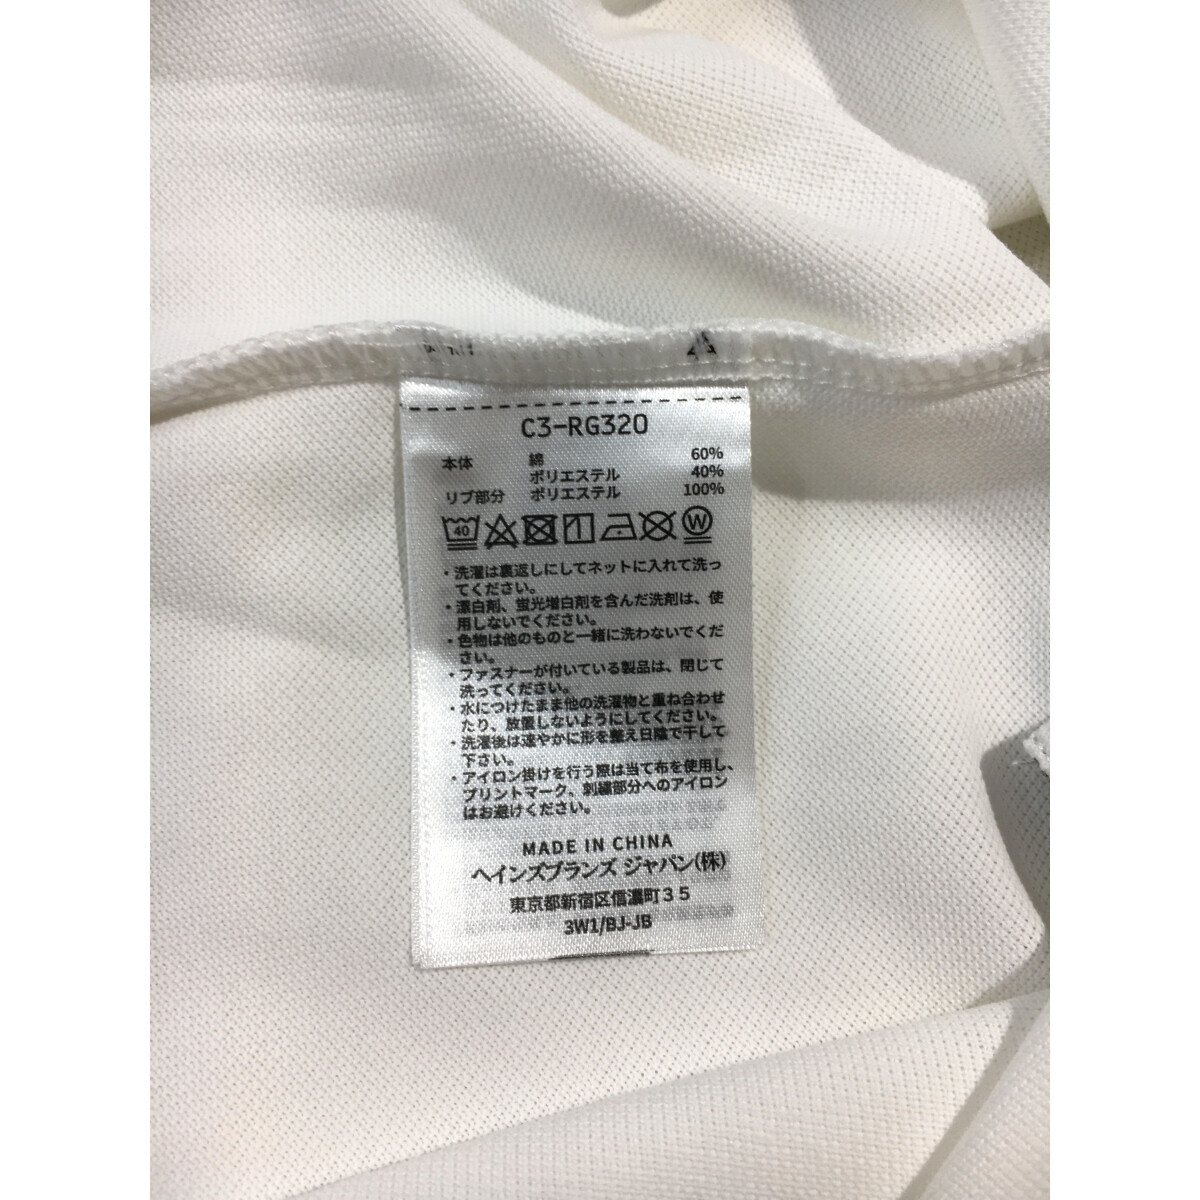 C3-RG320
本体 綿 60%
ポリエステル 40%
リブ部分 ポリエステル 100%
40 W
・洗濯は裏返しにしてネットに入れて洗っ
てください。
・漂白剤、蛍光増白剤を含んだ洗剤は、使
用しないでください。
・色物は他のものと一緒に洗わないでくだ
さい。
・ファスナーが付いている製品は、閉じて
洗ってください。
・水につけたまま他の洗濯物と重ね合わせ
たり、放置しないようにしてください。
・洗濯後は速やかに形を整え日陰で干して
下さい。
・アイロン掛けを行う際は当て布を使用し、
プリントマーク、刺繍部分へのアイロン
はお避けください。
MADE IN CHINA
ヘインズブランズ ジャパン(株)
東京都新宿区信濃町35
3W1/BJ-JB